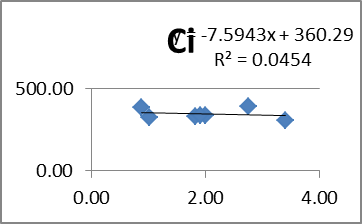 Ci
y = -7.5943x + 360.29
R² = 0.0454
500.00
0.00
0.00 2.00 4.00